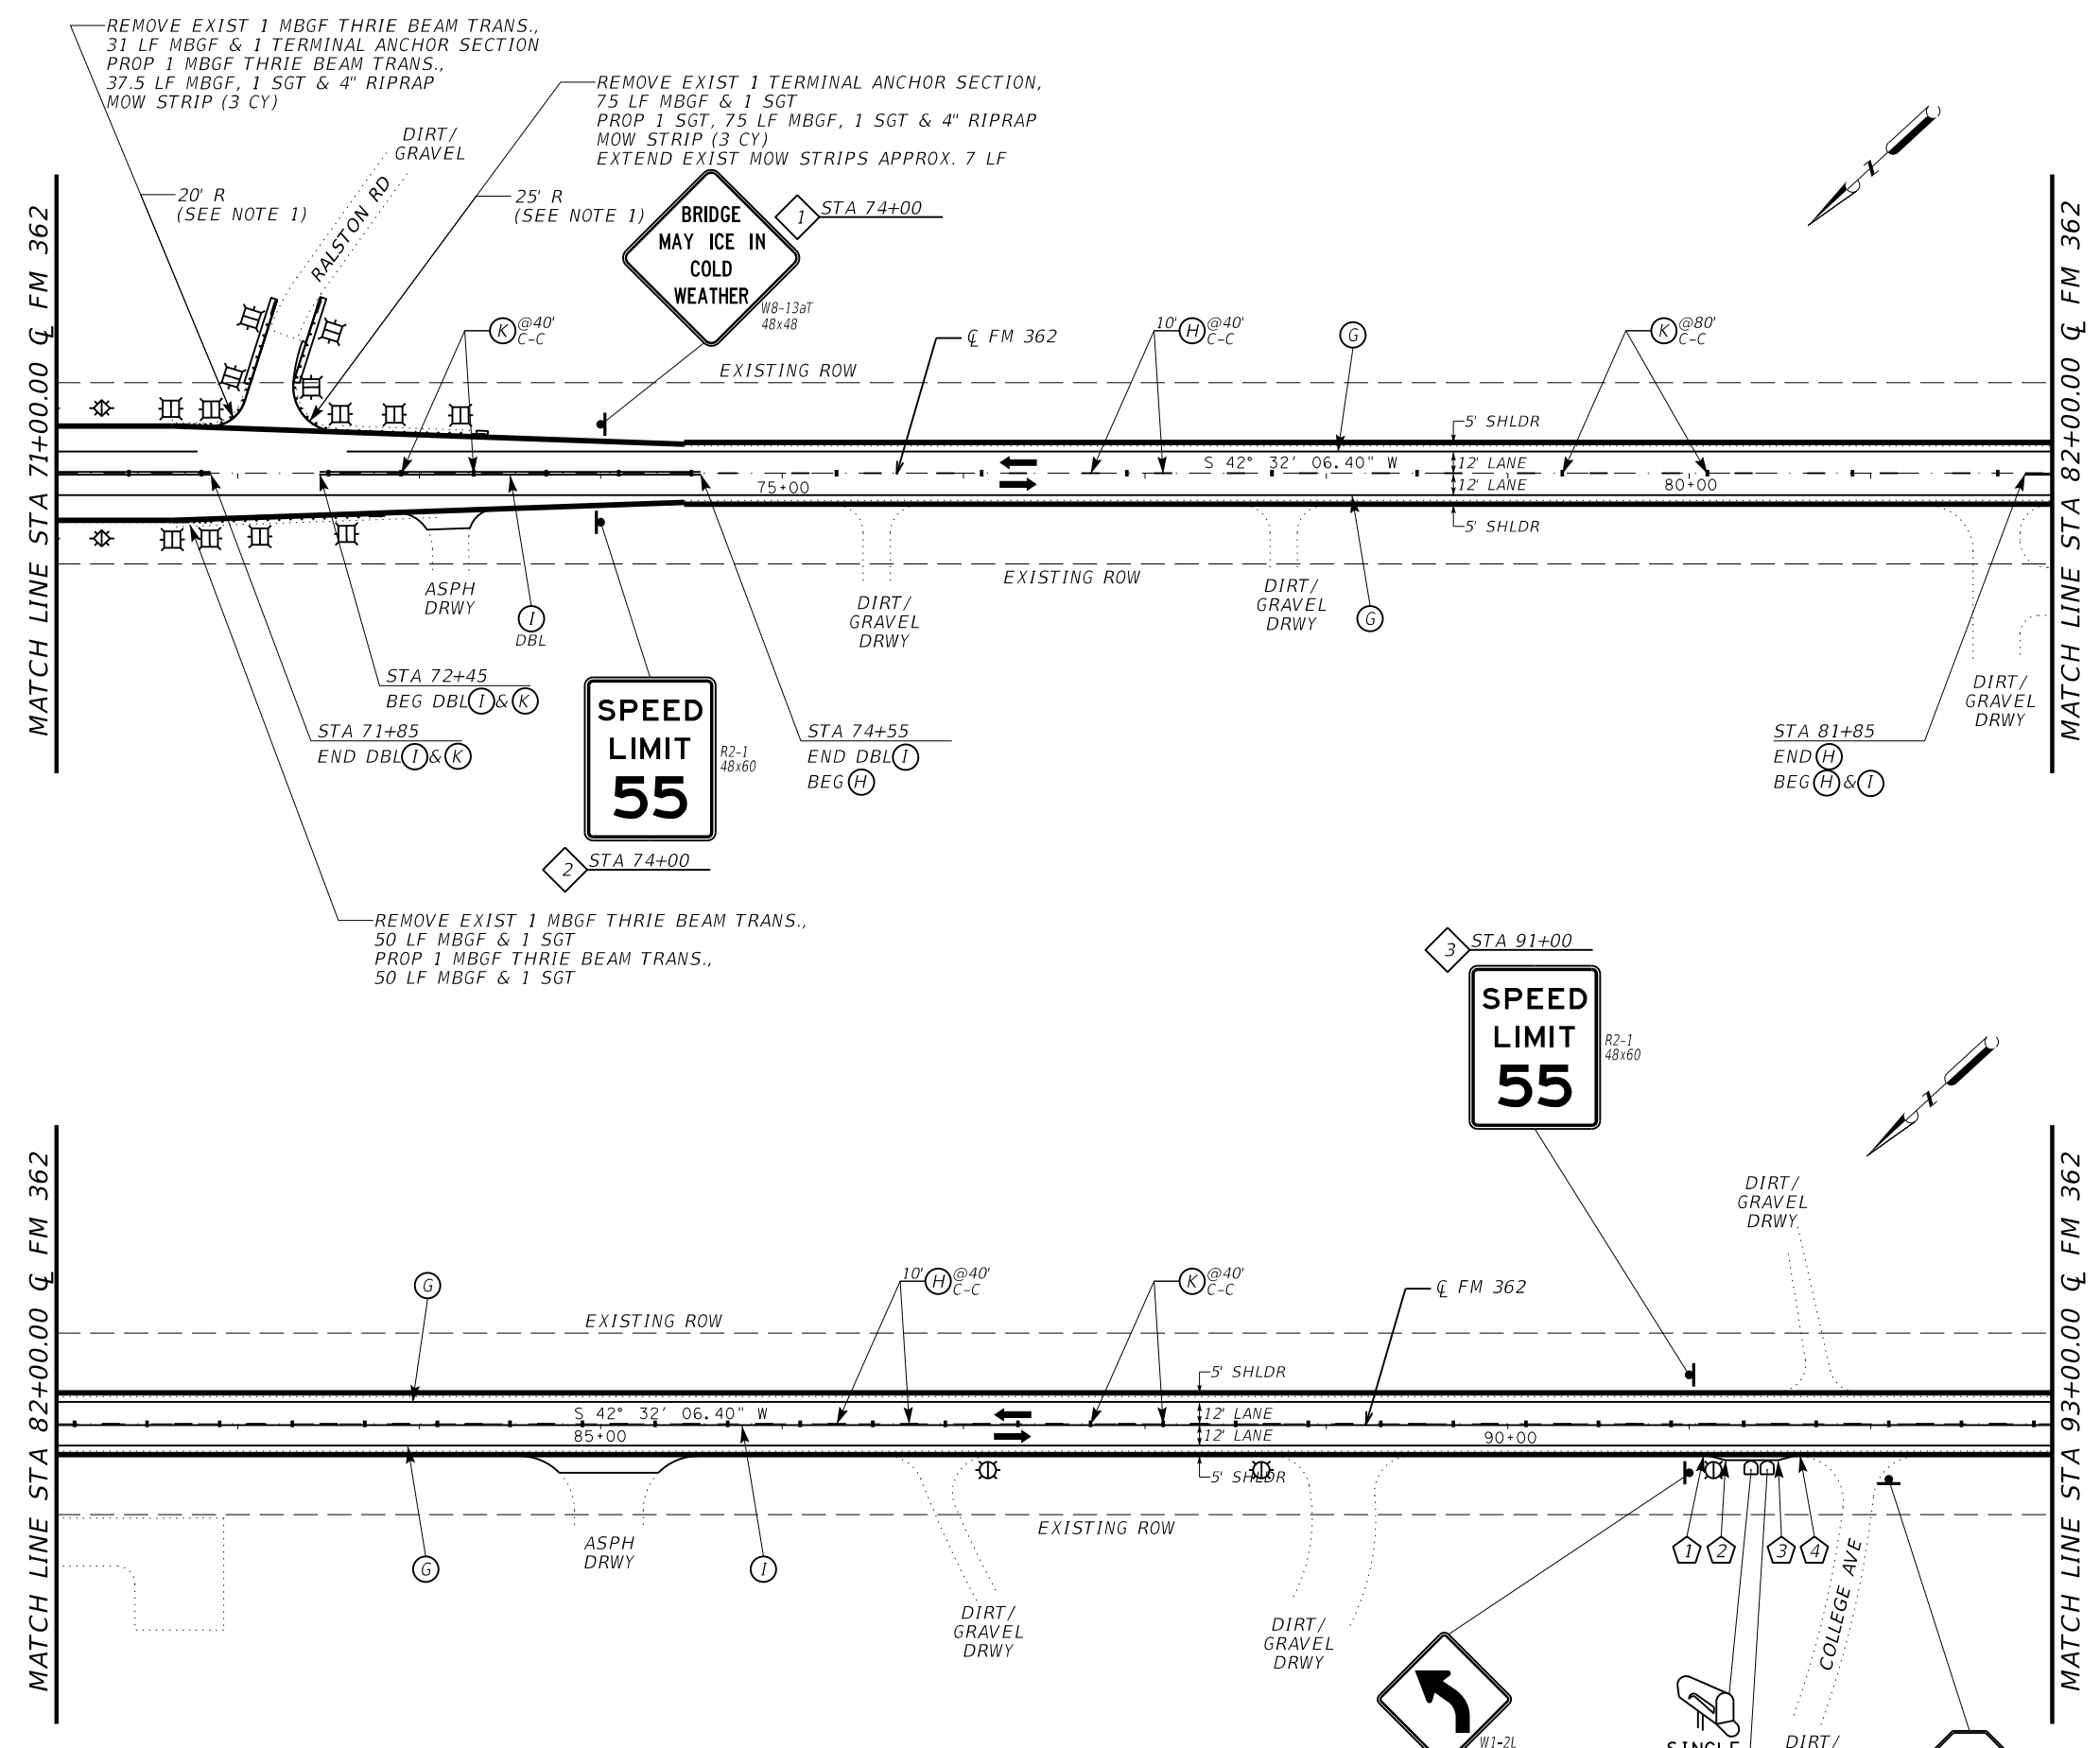 REMOVE EXIST 1 MBGF THRIE BEAM TRANS.,
31 LF MBGF & 1 TERMINAL ANCHOR SECTION
PROP 1 MBGF THRIE BEAM TRANS.,
37.5 LF MBGF, 1 SGT & 4" RIPRAP
MOW STRIP (3 CY)
REMOVE EXIST 1 TERMINAL ANCHOR SECTION,
75 LF MBGF & 1 SGT
PROP 1 SGT, 75 LF MBGF, 1 SGT & 4" RIPRAP
MOW STRIP (3 CY)
EXTEND EXIST MOW STRIPS APPROX. 7 LF
DIRT/
GRAVEL
RALSTON RD
20' R
(SEE NOTE 1)
25' R
(SEE NOTE 1)
BRIDGE
MAY ICE IN
COLD
WEATHER
W8-13aT
48x48
1
STA 74+00
Z
MATCH LINE STA 71+00.00 ℄ FM 362
MATCH LINE STA 82+00.00 ℄ FM 362
K @40'
C-C
℄ FM 362
10' H @40'
C-C
G
K @80'
C-C
EXISTING ROW
5' SHLDR
S 42° 32' 06.40" W
12' LANE
12' LANE
75+00
80+00
5' SHLDR
EXISTING ROW
ASPH
DRWY
I
DBL
DIRT/
GRAVEL
DRWY
DIRT/
GRAVEL
DRWY
G
DIRT/
GRAVEL
DRWY
STA 72+45
BEG DBL I & K
STA 71+85
END DBL I & K
SPEED
LIMIT
55
R2-1
48x60
2
STA 74+00
STA 74+55
END DBL I
BEG H
STA 81+85
END H
BEG H & I
REMOVE EXIST 1 MBGF THRIE BEAM TRANS.,
50 LF MBGF & 1 SGT
PROP 1 MBGF THRIE BEAM TRANS.,
50 LF MBGF & 1 SGT
3
STA 91+00
SPEED
LIMIT
55
R2-1
48x60
Z
MATCH LINE STA 82+00.00 ℄ FM 362
MATCH LINE STA 93+00.00 ℄ FM 362
DIRT/
GRAVEL
DRWY
G
10' H @40'
C-C
K @40'
C-C
℄ FM 362
EXISTING ROW
5' SHLDR
S 42° 32' 06.40" W
12' LANE
12' LANE
85+00
90+00
5' SHLDR
EXISTING ROW
ASPH
DRWY
G
I
1
2
3
4
DIRT/
GRAVEL
DRWY
DIRT/
GRAVEL
DRWY
COLLEGE AVE
W1-2L
SINGLE
DIRT/